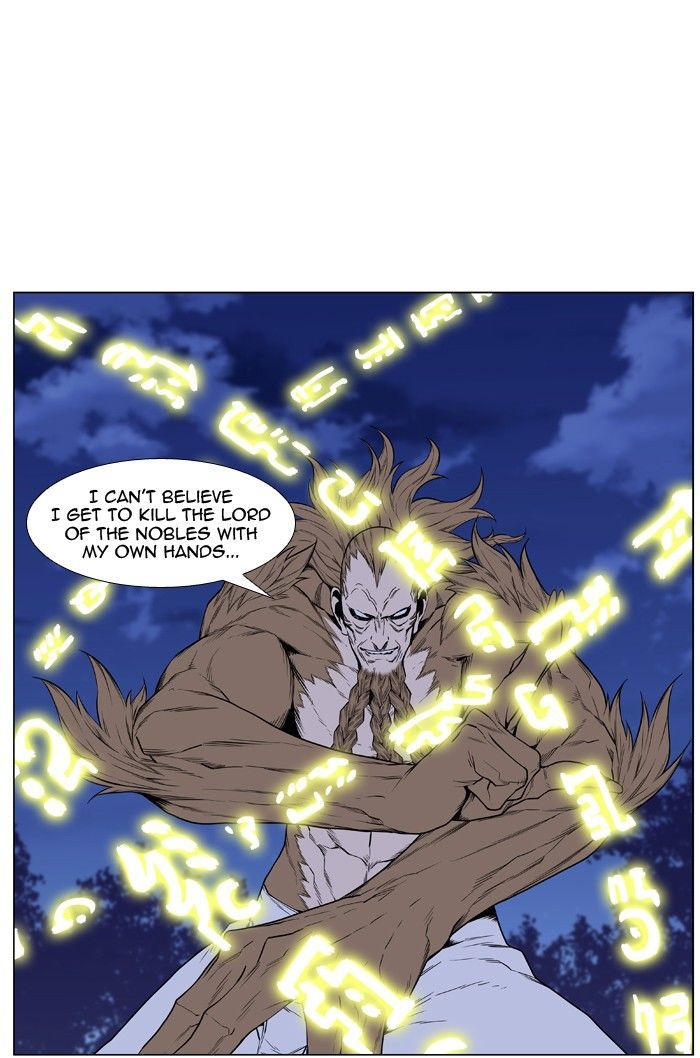 I CAN'T BELIEVE
I GET TO KILL THE LORD
OF THE NOBLES WITH
MY OWN HANDS...